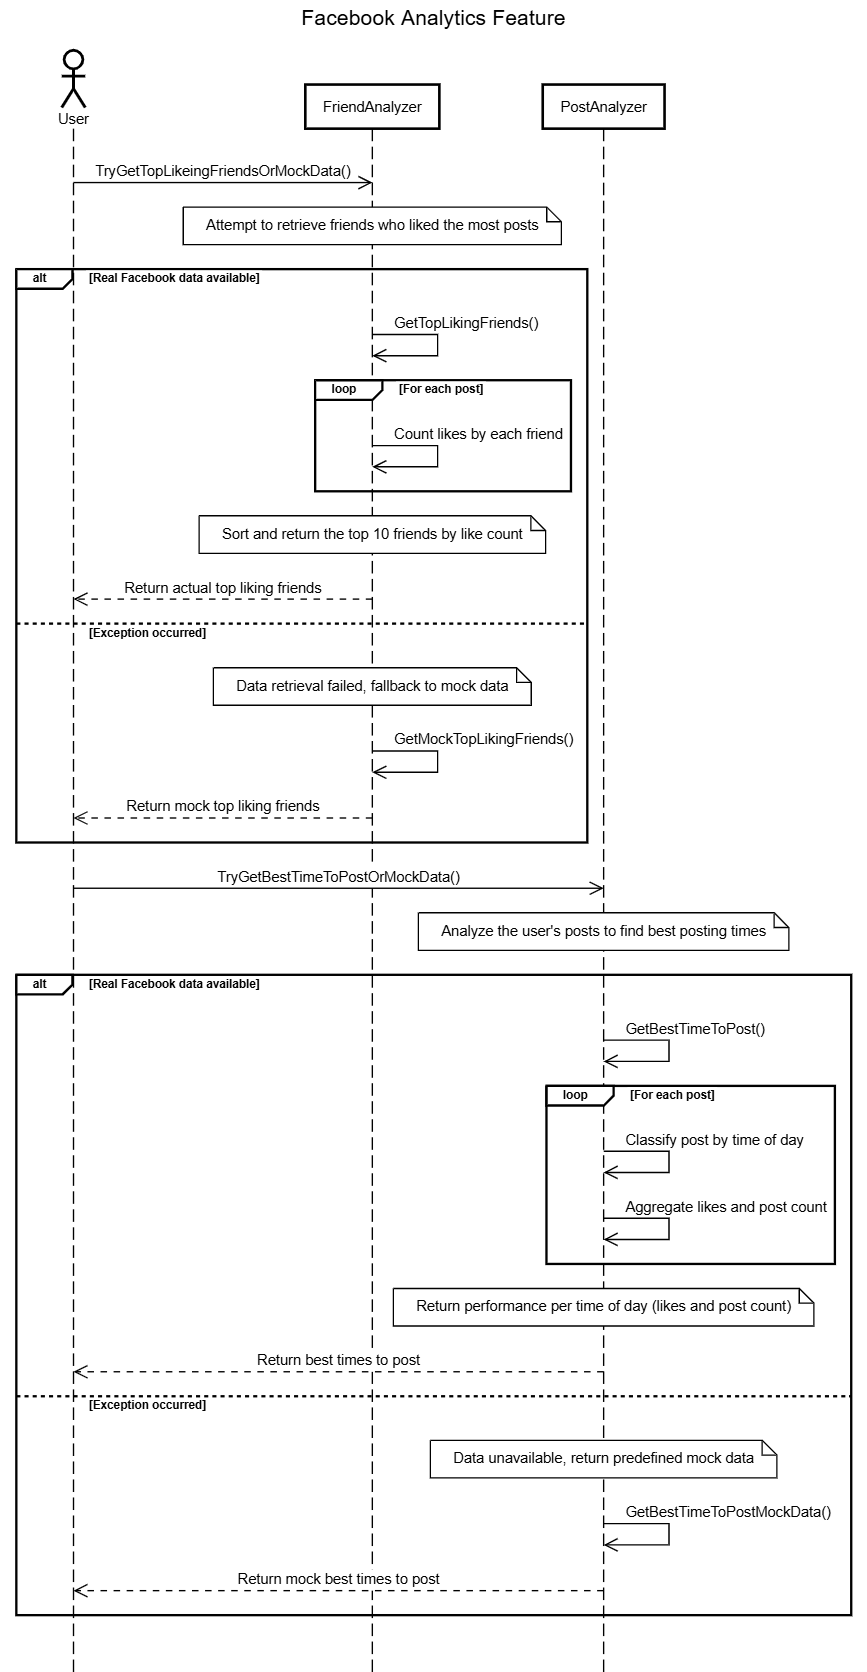 Facebook Analytics Feature
User
FriendAnalyzer
PostAnalyzer
TryGetTopLikeingFriendsOrMockData()
Attempt to retrieve friends who liked the most posts
alt
[Real Facebook data available]
GetTopLikingFriends()
loop
[For each post]
Count likes by each friend
Sort and return the top 10 friends by like count
Return actual top liking friends
[Exception occurred]
Data retrieval failed, fallback to mock data
GetMockTopLikingFriends()
Return mock top liking friends
TryGetBestTimeToPostOrMockData()
Analyze the user's posts to find best posting times
alt
[Real Facebook data available]
GetBestTimeToPost()
loop
[For each post]
Classify post by time of day
Aggregate likes and post count
Return performance per time of day (likes and post count)
Return best times to post
[Exception occurred]
Data unavailable, return predefined mock data
GetBestTimeToPostMockData()
Return mock best times to post